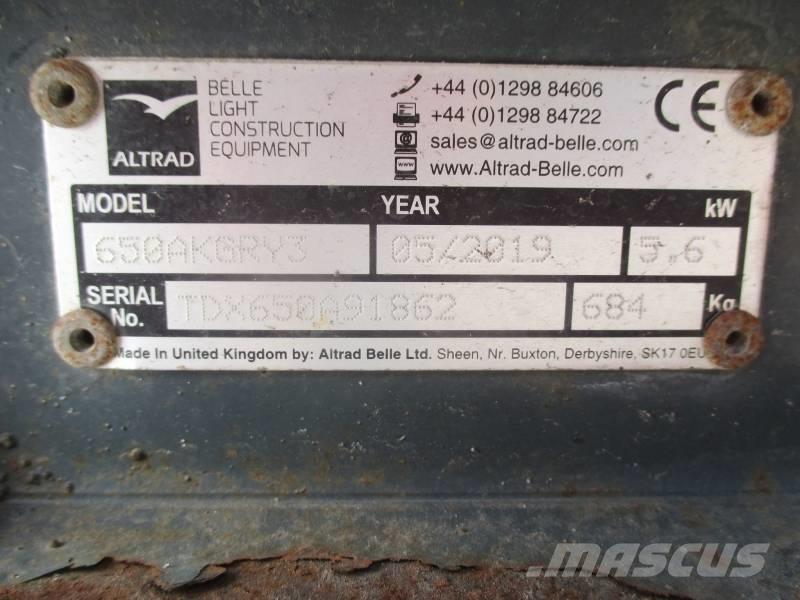 ALTRAD
BELLE
LIGHT
CONSTRUCTION
EQUIPMENT
+44 (0)1298 84606
+44 (0)1298 84722
sales@altrad-belle.com
www.Altrad-Belle.com
CE
MODEL YEAR kW
650AKGRY3 05/2019 5.6
SERIAL No. TDX650A91862 684 Kg
Made in United Kingdom by: Altrad Belle Ltd. Sheen, Nr. Buxton, Derbyshire, SK17 0EU
MASCUS